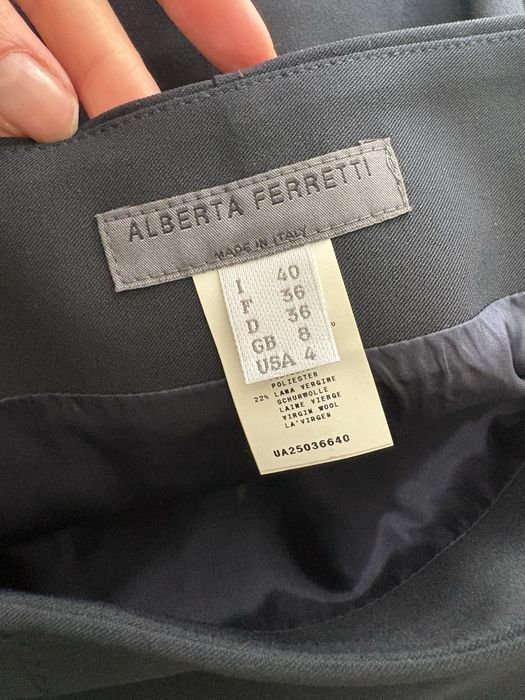 ALBERTA FERRETTI
MADE IN ITALY
I 40
F 36
D 36
GB 8
USA 4
U
POLIESTER
22% LANA VERGINE
SCHURWOLLE
LAINE VIERGE
VIRGIN WOOL
LA'VIRGEN
UA25036640